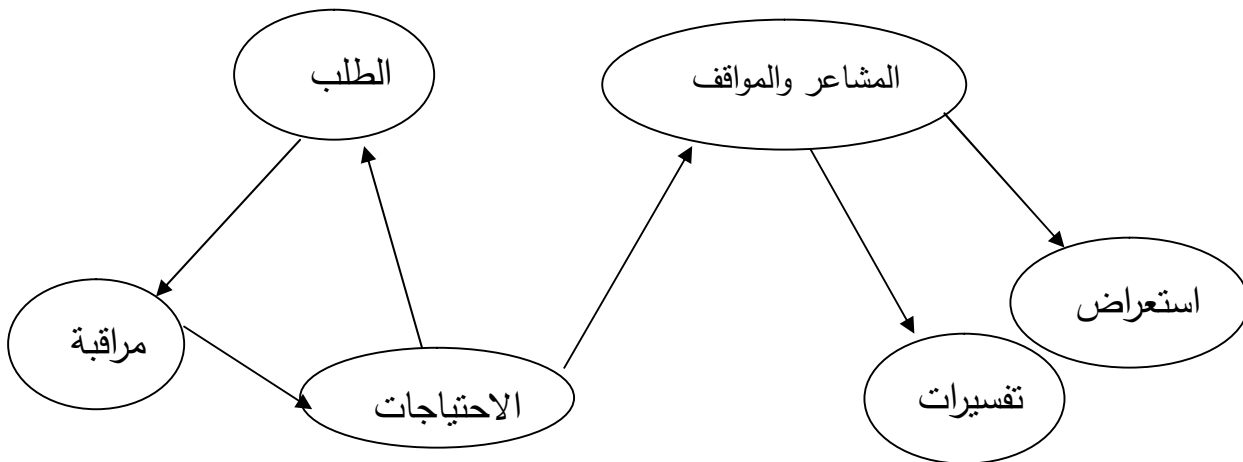 المشاعر والمواقف
الطلب
استعراض
مراقبة
تفسيرات
الاحتياجات